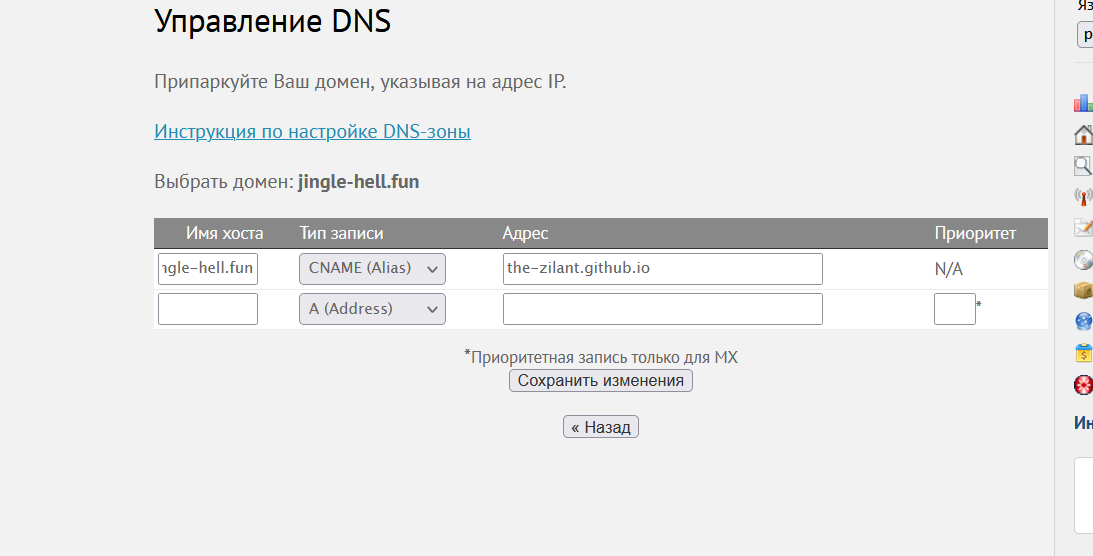 Управление DNS
Яз
р
Припаркуйте Ваш домен, указывая на адрес IP.
Инструкция по настройке DNS-зоны
Выбрать домен: jingle-hell.fun
Имя хоста Тип записи Адрес Приоритет
ngle-hell.fun CNAME (Alias) the-zilant.github.io N/A
A (Address) *
*Приоритетная запись только для MX
Сохранить изменения
« Назад
Ин